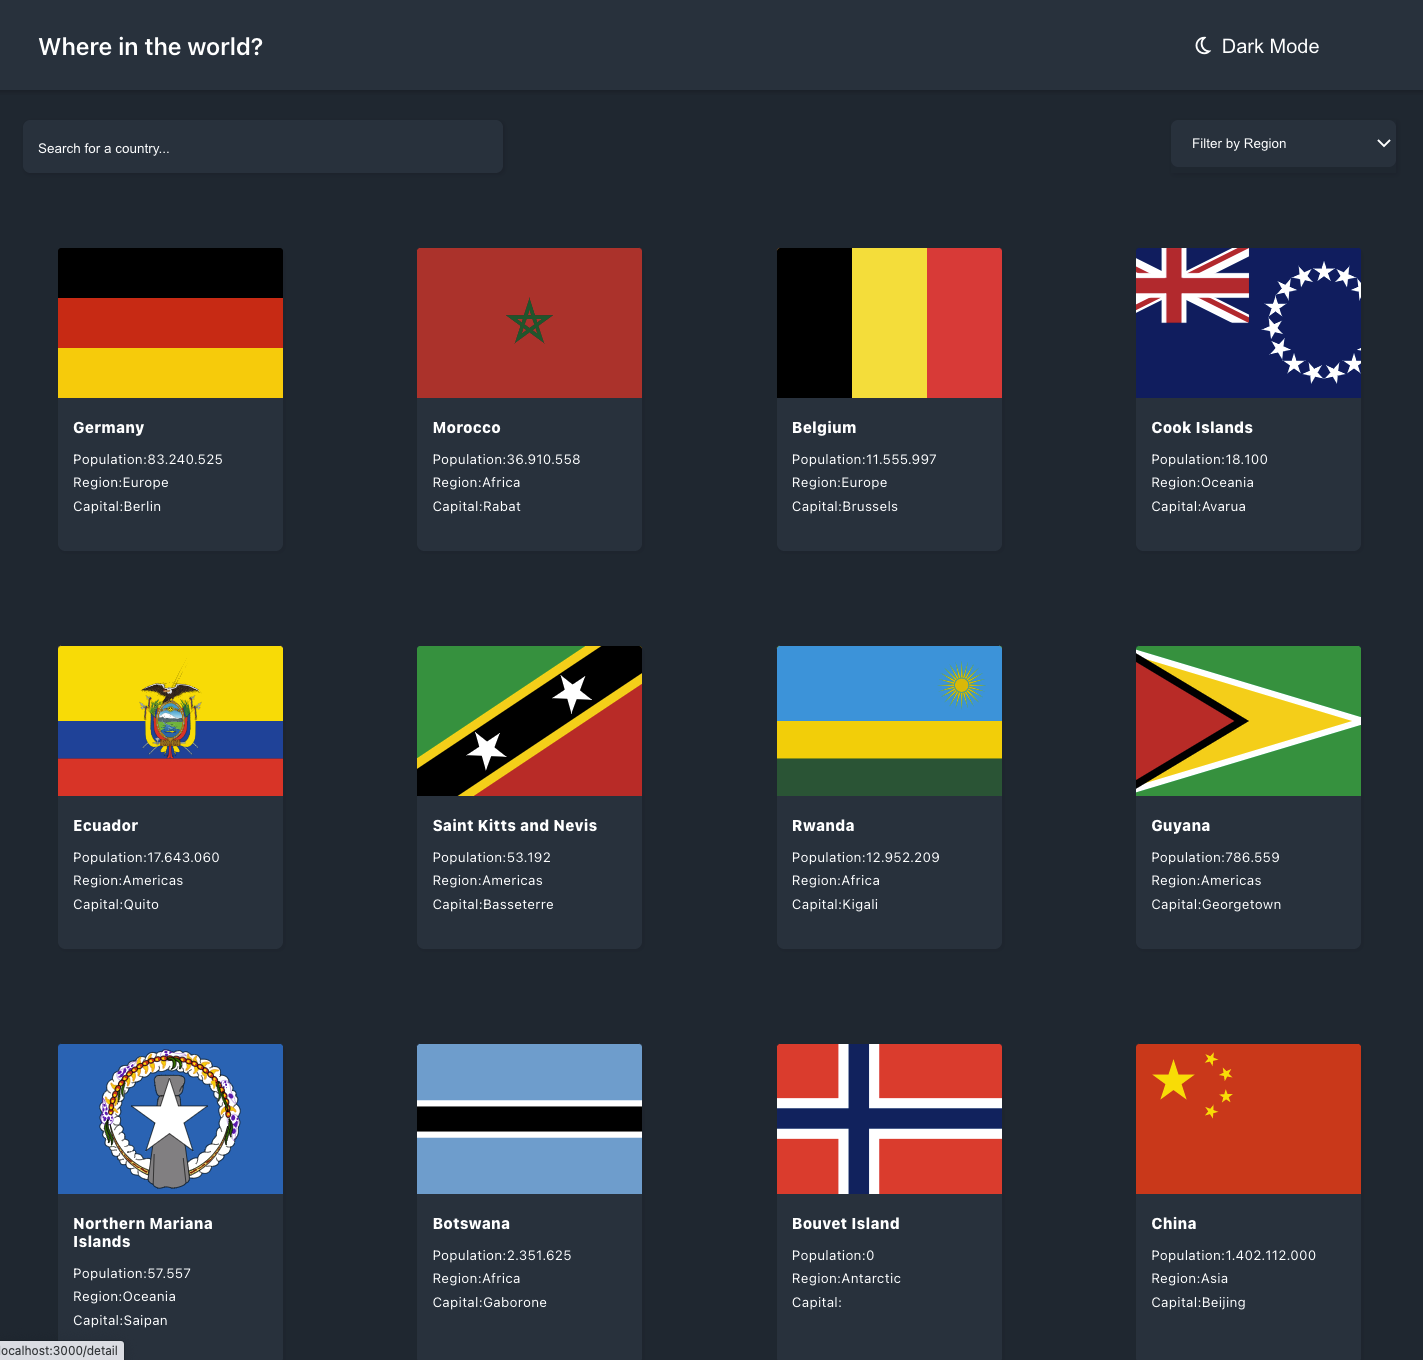 Where in the world?
Dark Mode
Search for a country...
Filter by Region
Germany
Population:83.240.525
Region:Europe
Capital:Berlin
Morocco
Population:36.910.558
Region:Africa
Capital:Rabat
Belgium
Population:11.555.997
Region:Europe
Capital:Brussels
Cook Islands
Population:18.100
Region:Oceania
Capital:Avarua
Ecuador
Population:17.643.060
Region:Americas
Capital:Quito
Saint Kitts and Nevis
Population:53.192
Region:Americas
Capital:Basseterre
Rwanda
Population:12.952.209
Region:Africa
Capital:Kigali
Guyana
Population:786.559
Region:Americas
Capital:Georgetown
Northern Mariana
Islands
Population:57.557
Region:Oceania
Capital:Saipan
Botswana
Population:2.351.625
Region:Africa
Capital:Gaborone
Bouvet Island
Population:0
Region:Antarctic
Capital:
China
Population:1.402.112.000
Region:Asia
Capital:Beijing
ocalhost:3000/detail